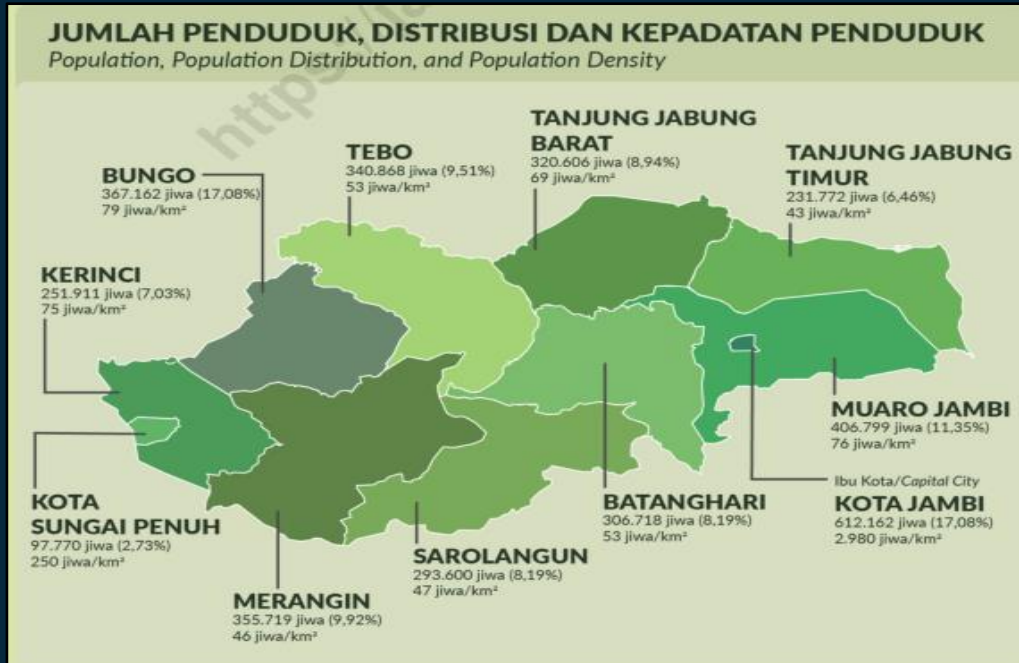 JUMLAH PENDUDUK, DISTRIBUSI DAN KEPADATAN PENDUDUK
Population, Population Distribution, and Population Density
https://
TANJUNG JABUNG
BARAT
320.606 jiwa (8,94%)
69 jiwa/km²
TEBO
340.868 jiwa (9,51%)
53 jiwa/km²
TANJUNG JABUNG
TIMUR
231.772 jiwa (6,46%)
43 jiwa/km²
BUNGO
367.162 jiwa (17,08%)
79 jiwa/km²
KERINCI
251.911 jiwa (7,03%)
75 jiwa/km²
MUARO JAMBI
406.799 jiwa (11,35%)
76 jiwa/km²
Ibu Kota/Capital City
KOTA JAMBI
612.162 jiwa (17,08%)
2.980 jiwa/km²
KOTA
SUNGAI PENUH
97.770 jiwa (2,73%)
250 jiwa/km²
BATANGHARI
306.718 jiwa (8,19%)
53 jiwa/km²
SAROLANGUN
293.600 jiwa (8,19%)
47 jiwa/km²
MERANGIN
355.719 jiwa (9,92%)
46 jiwa/km²